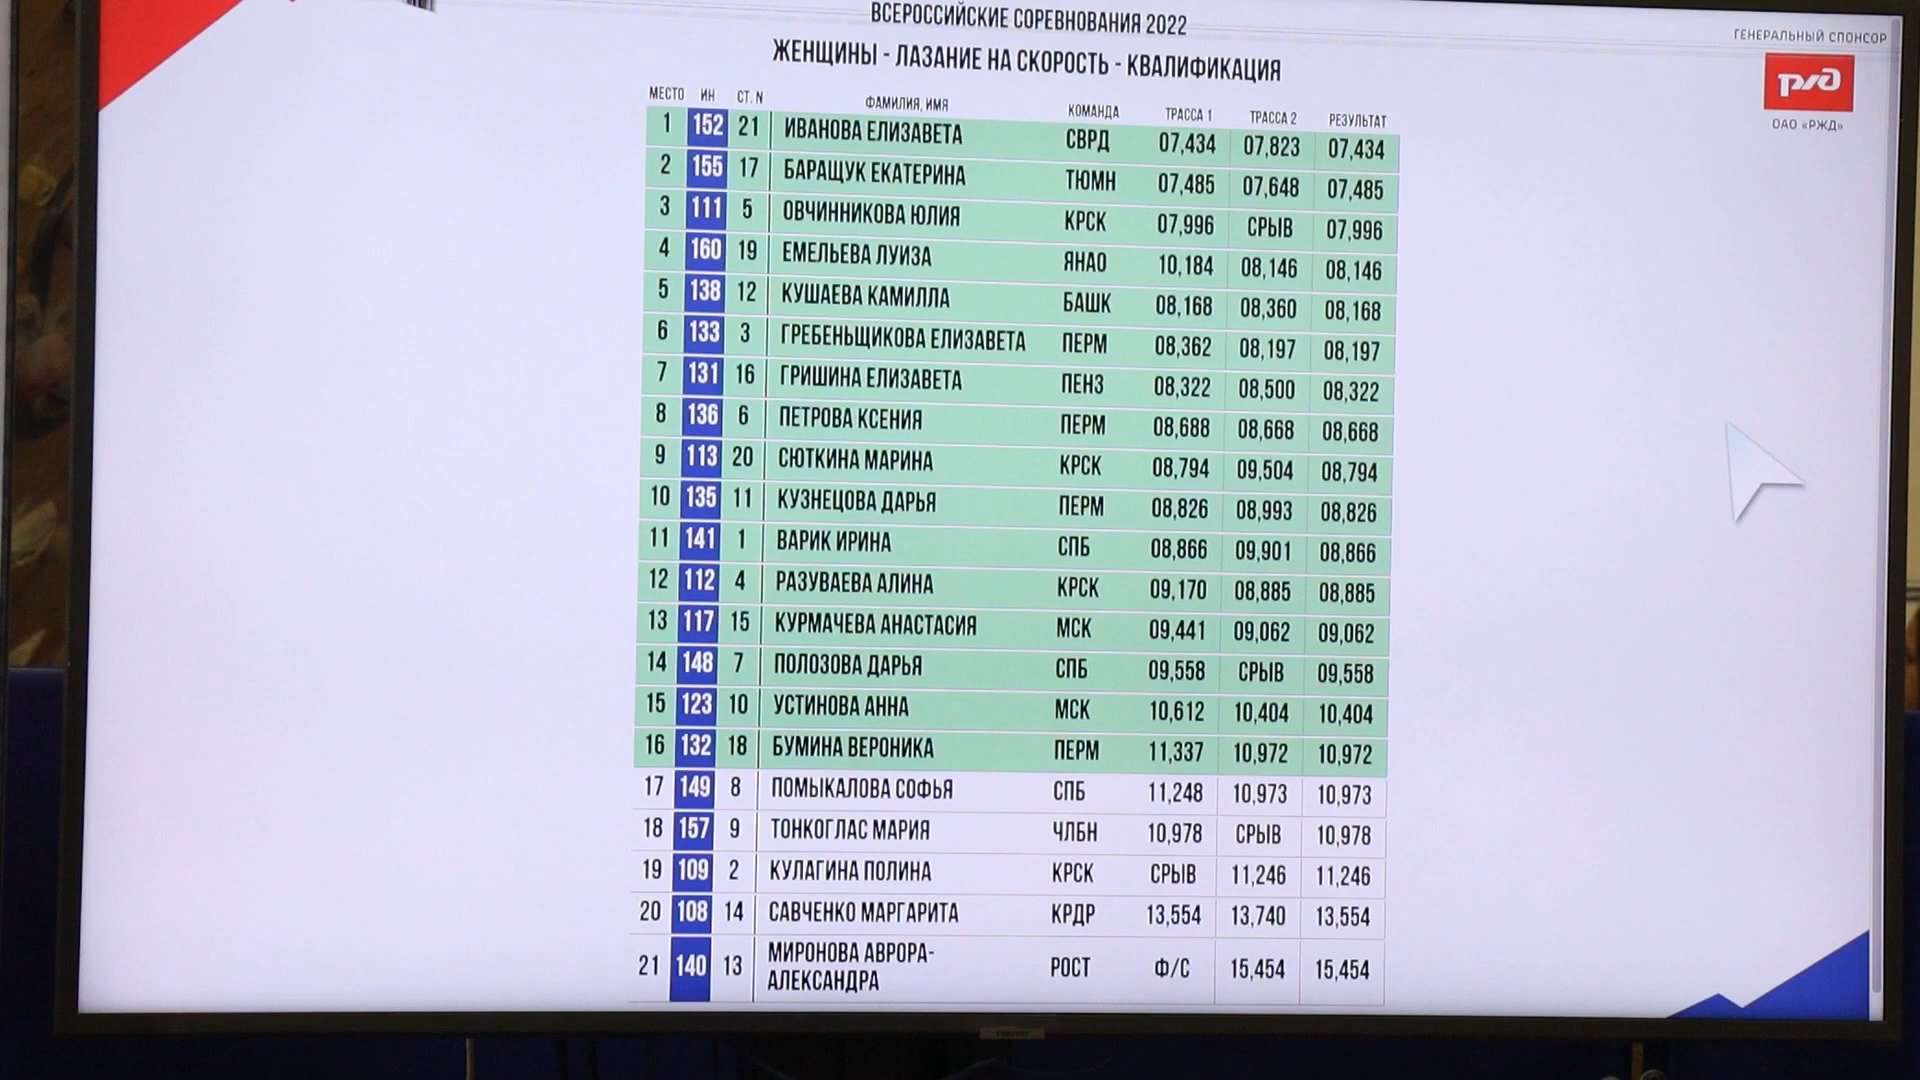 ВСЕРОССИЙСКИЕ СОРЕВНОВАНИЯ 2022
ЖЕНЩИНЫ - ЛАЗАНИЕ НА СКОРОСТЬ - КВАЛИФИКАЦИЯ
ГЕНЕРАЛЬНЫЙ СПОНСОР
РЖД
ОАО «РЖД»
МЕСТО ИН СТ. N ФАМИЛИЯ, ИМЯ КОМАНДА ТРАССА 1 ТРАССА 2 РЕЗУЛЬТАТ
1 152 21 ИВАНОВА ЕЛИЗАВЕТА СВРД 07,434 07,823 07,434
2 155 17 БАРАЩУК ЕКАТЕРИНА ТЮМН 07,485 07,648 07,485
3 111 5 ОВЧИННИКОВА ЮЛИЯ КРСК 07,996 СРЫВ 07,996
4 160 19 ЕМЕЛЬЕВА ЛУИЗА ЯНАО 10,184 08,146 08,146
5 138 12 КУШАЕВА КАМИЛЛА БАШК 08,168 08,360 08,168
6 133 3 ГРЕБЕНЬЩИКОВА ЕЛИЗАВЕТА ПЕРМ 08,362 08,197 08,197
7 131 16 ГРИШИНА ЕЛИЗАВЕТА ПЕНЗ 08,322 08,500 08,322
8 136 6 ПЕТРОВА КСЕНИЯ ПЕРМ 08,688 08,668 08,668
9 113 20 СЮТКИНА МАРИНА КРСК 08,794 09,504 08,794
10 135 11 КУЗНЕЦОВА ДАРЬЯ ПЕРМ 08,826 08,993 08,826
11 141 1 ВАРИК ИРИНА СПБ 08,866 09,901 08,866
12 112 4 РАЗУВАЕВА АЛИНА КРСК 09,170 08,885 08,885
13 117 15 КУРМАЧЕВА АНАСТАСИЯ МСК 09,441 09,062 09,062
14 148 7 ПОЛОЗОВА ДАРЬЯ СПБ 09,558 СРЫВ 09,558
15 123 10 УСТИНОВА АННА МСК 10,612 10,404 10,404
16 132 18 БУМИНА ВЕРОНИКА ПЕРМ 11,337 10,972 10,972
17 149 8 ПОМЫКАЛОВА СОФЬЯ СПБ 11,248 10,973 10,973
18 157 9 ТОНКОГЛАС МАРИЯ ЧЛБН 10,978 СРЫВ 10,978
19 109 2 КУЛАГИНА ПОЛИНА КРСК СРЫВ 11,246 11,246
20 108 14 САВЧЕНКО МАРГАРИТА КРДР 13,554 13,740 13,554
21 140 13 МИРОНОВА АВРОРА- РОСТ Ф/С 15,454 15,454
АЛЕКСАНДРА